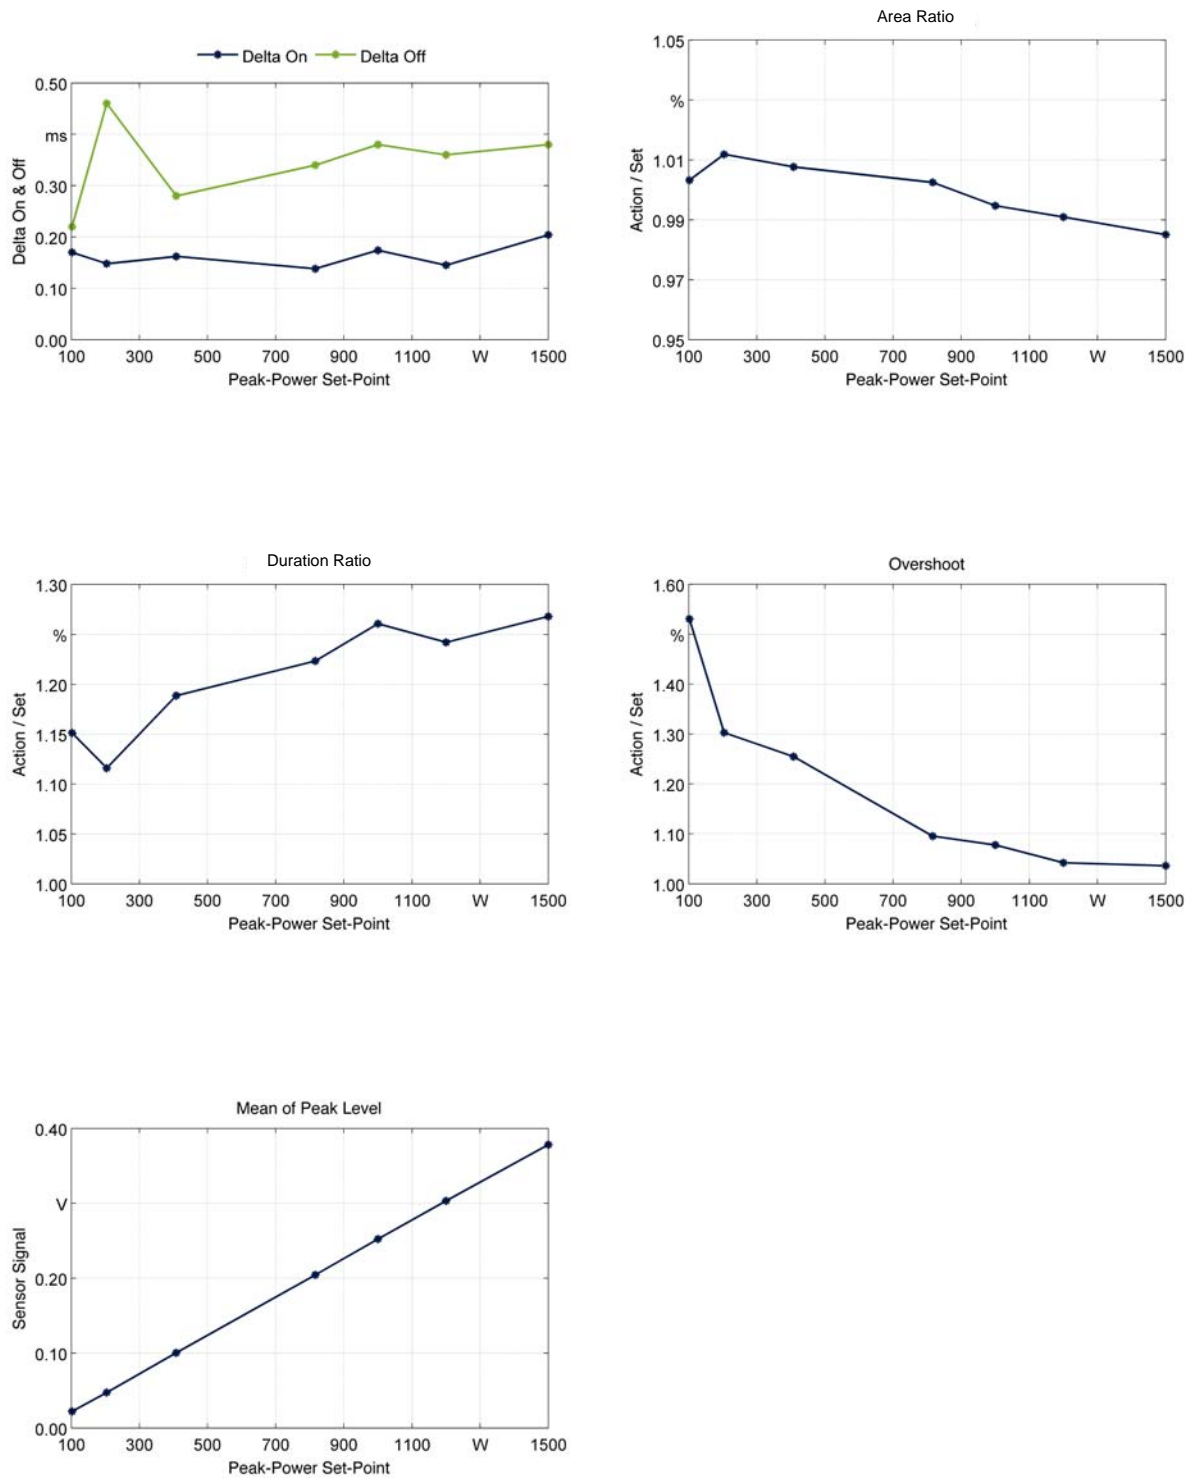 Delta On Delta Off
0.50
ms
0.30
0.20
0.10
0.00
Delta On & Off
100 300 500 700 900 1100 W 1500
Peak-Power Set-Point
Area Ratio
1.05
%
1.01
0.99
0.97
0.95
Action / Set
100 300 500 700 900 1100 W 1500
Peak-Power Set-Point
Duration Ratio
1.30
%
1.20
1.15
1.10
1.05
1.00
Action / Set
100 300 500 700 900 1100 W 1500
Peak-Power Set-Point
Overshoot
1.60
%
1.40
1.30
1.20
1.10
1.00
Action / Set
100 300 500 700 900 1100 W 1500
Peak-Power Set-Point
Mean of Peak Level
0.40
V
0.20
0.10
0.00
Sensor Signal
100 300 500 700 900 1100 W 1500
Peak-Power Set-Point